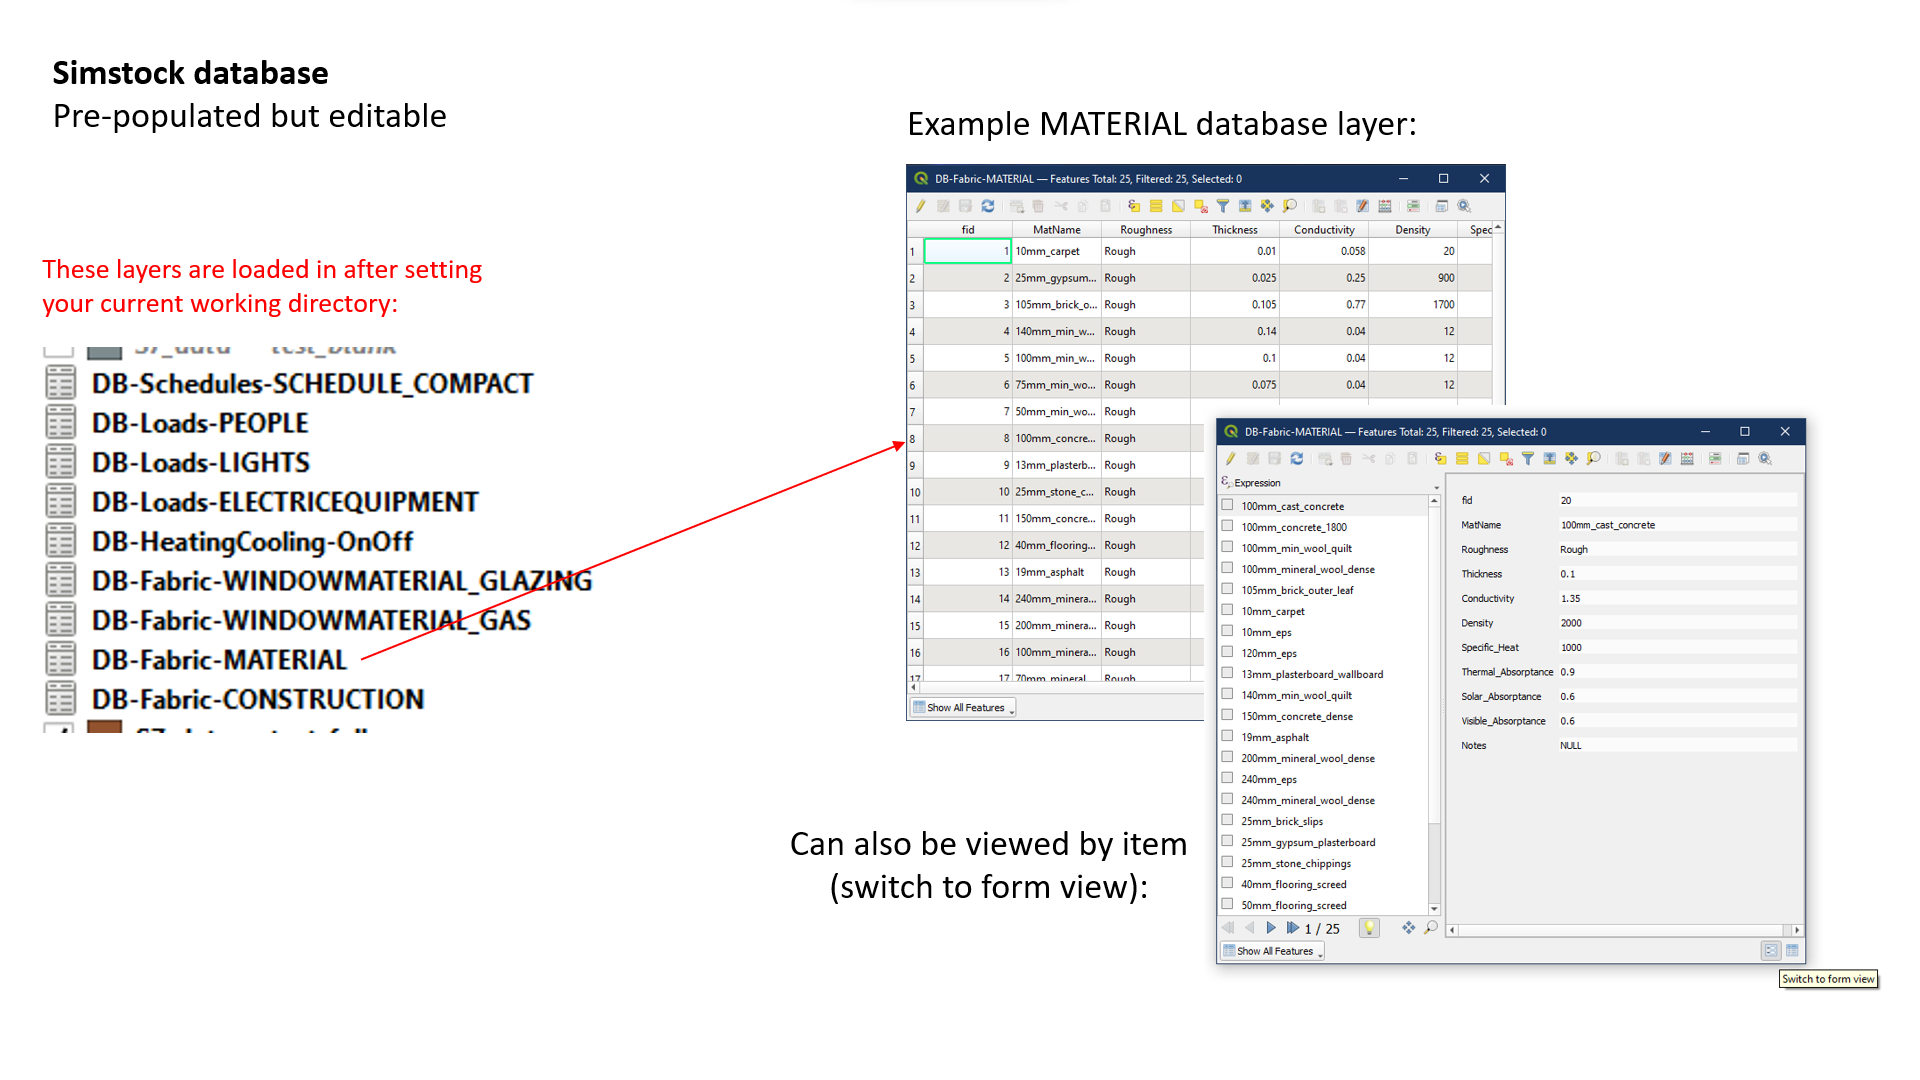 Simstock database
Pre-populated but editable
These layers are loaded in after setting
your current working directory:
DB-Schedules-SCHEDULE_COMPACT
DB-Loads-PEOPLE
DB-Loads-LIGHTS
DB-Loads-ELECTRICEQUIPMENT
DB-HeatingCooling-OnOff
DB-Fabric-WINDOWMATERIAL_GLAZING
DB-Fabric-WINDOWMATERIAL_GAS
DB-Fabric-MATERIAL
DB-Fabric-CONSTRUCTION
Example MATERIAL database layer:
DB-Fabric-MATERIAL — Features Total: 25, Filtered: 25, Selected: 0
fid MatName Roughness Thickness Conductivity Density Spec
1 1 10mm_carpet Rough 0.01 0.058 20
2 2 25mm_gypsum... Rough 0.025 0.25 900
3 3 105mm_brick_o... Rough 0.105 0.77 1700
4 4 140mm_min_w... Rough 0.14 0.04 12
5 5 100mm_min_w... Rough 0.1 0.04 12
6 6 75mm_min_wo... Rough 0.075 0.04 12
7 7 50mm_min_wo... Rough
8 8 100mm_concre... Rough
9 9 13mm_plasterb... Rough
10 10 25mm_stone_c... Rough
11 11 150mm_concre... Rough
12 12 40mm_flooring... Rough
13 13 19mm_asphalt Rough
14 14 240mm_minera... Rough
15 15 200mm_minera... Rough
16 16 100mm_minera... Rough
17 17 70mm_mineral Rough
Show All Features
Can also be viewed by item
(switch to form view):
DB-Fabric-MATERIAL — Features Total: 25, Filtered: 25, Selected: 0
Expression
100mm_cast_concrete
100mm_concrete_1800
100mm_min_wool_quilt
100mm_mineral_wool_dense
105mm_brick_outer_leaf
10mm_carpet
10mm_eps
120mm_eps
13mm_plasterboard_wallboard
140mm_min_wool_quilt
150mm_concrete_dense
19mm_asphalt
200mm_mineral_wool_dense
240mm_eps
240mm_mineral_wool_dense
25mm_brick_slips
25mm_gypsum_plasterboard
25mm_stone_chippings
40mm_flooring_screed
50mm_flooring_screed
1 / 25
Show All Features
fid 20
MatName 100mm_cast_concrete
Roughness Rough
Thickness 0.1
Conductivity 1.35
Density 2000
Specific_Heat 1000
Thermal_Absorptance 0.9
Solar_Absorptance 0.6
Visible_Absorptance 0.6
Notes NULL
Switch to form view